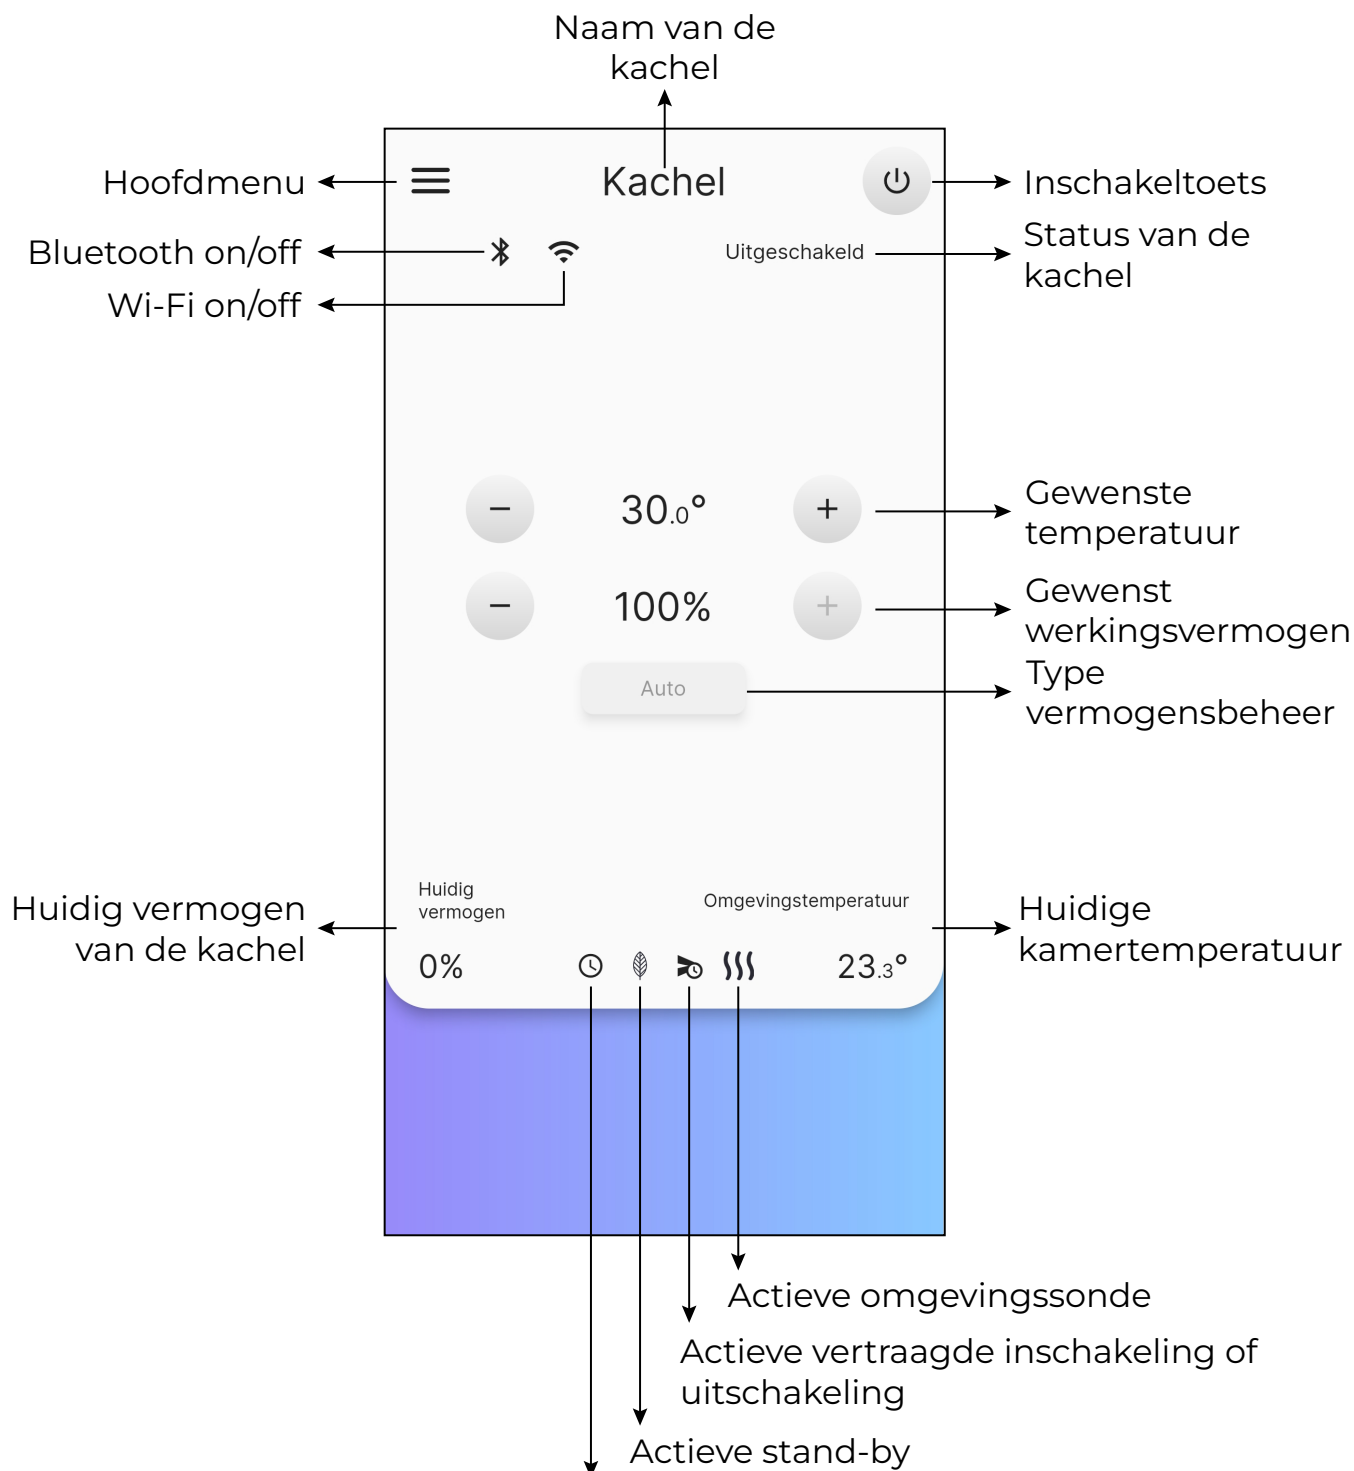 Naam van de
kachel
Hoofdmenu
Kachel
Inschakeltoets
Bluetooth on/off
Uitgeschakeld
Status van de
kachel
Wi-Fi on/off
30.0°
Gewenste
temperatuur
100%
Gewenst
werkingsvermogen
Auto
Type
vermogensbeheer
Huidig vermogen
van de kachel
Huidig
vermogen
0%
Omgevingstemperatuur
23.3°
Huidige
kamertemperatuur
Actieve omgevingssonde
Actieve vertraagde inschakeling of
uitschakeling
Actieve stand-by